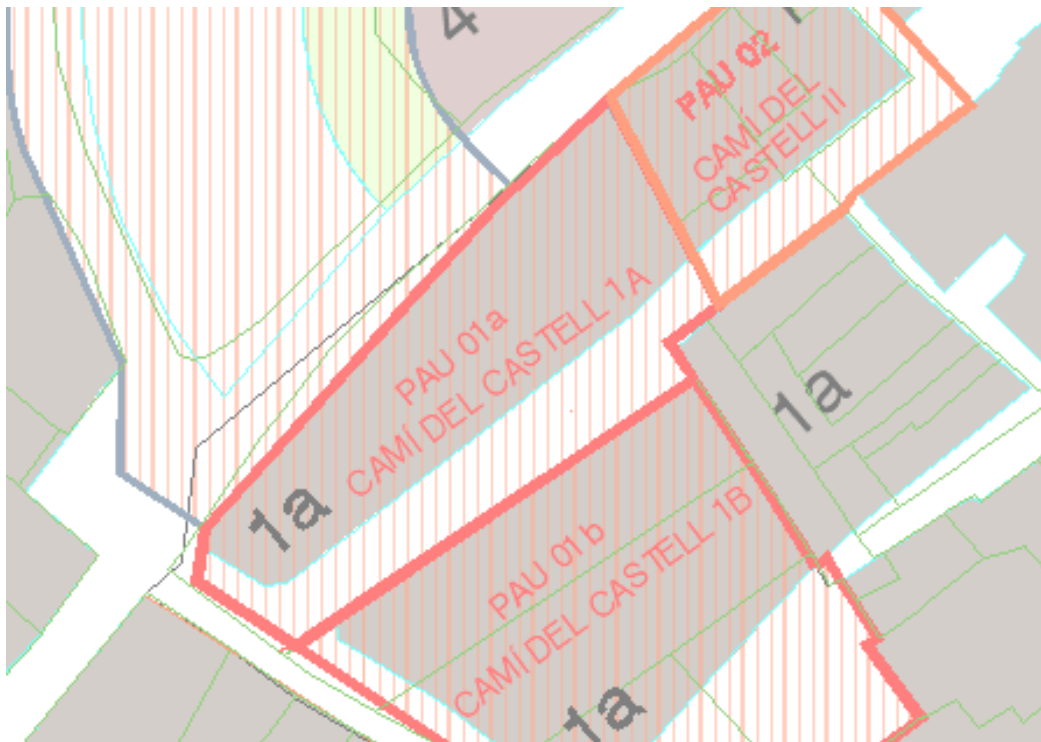 4
PAU 02
CAMÍ DEL
CASTELL II
PAU 01a
CAMÍ DEL CASTELL 1A
1a
1a
PAU 01b
CAMÍ DEL CASTELL 1B
1a